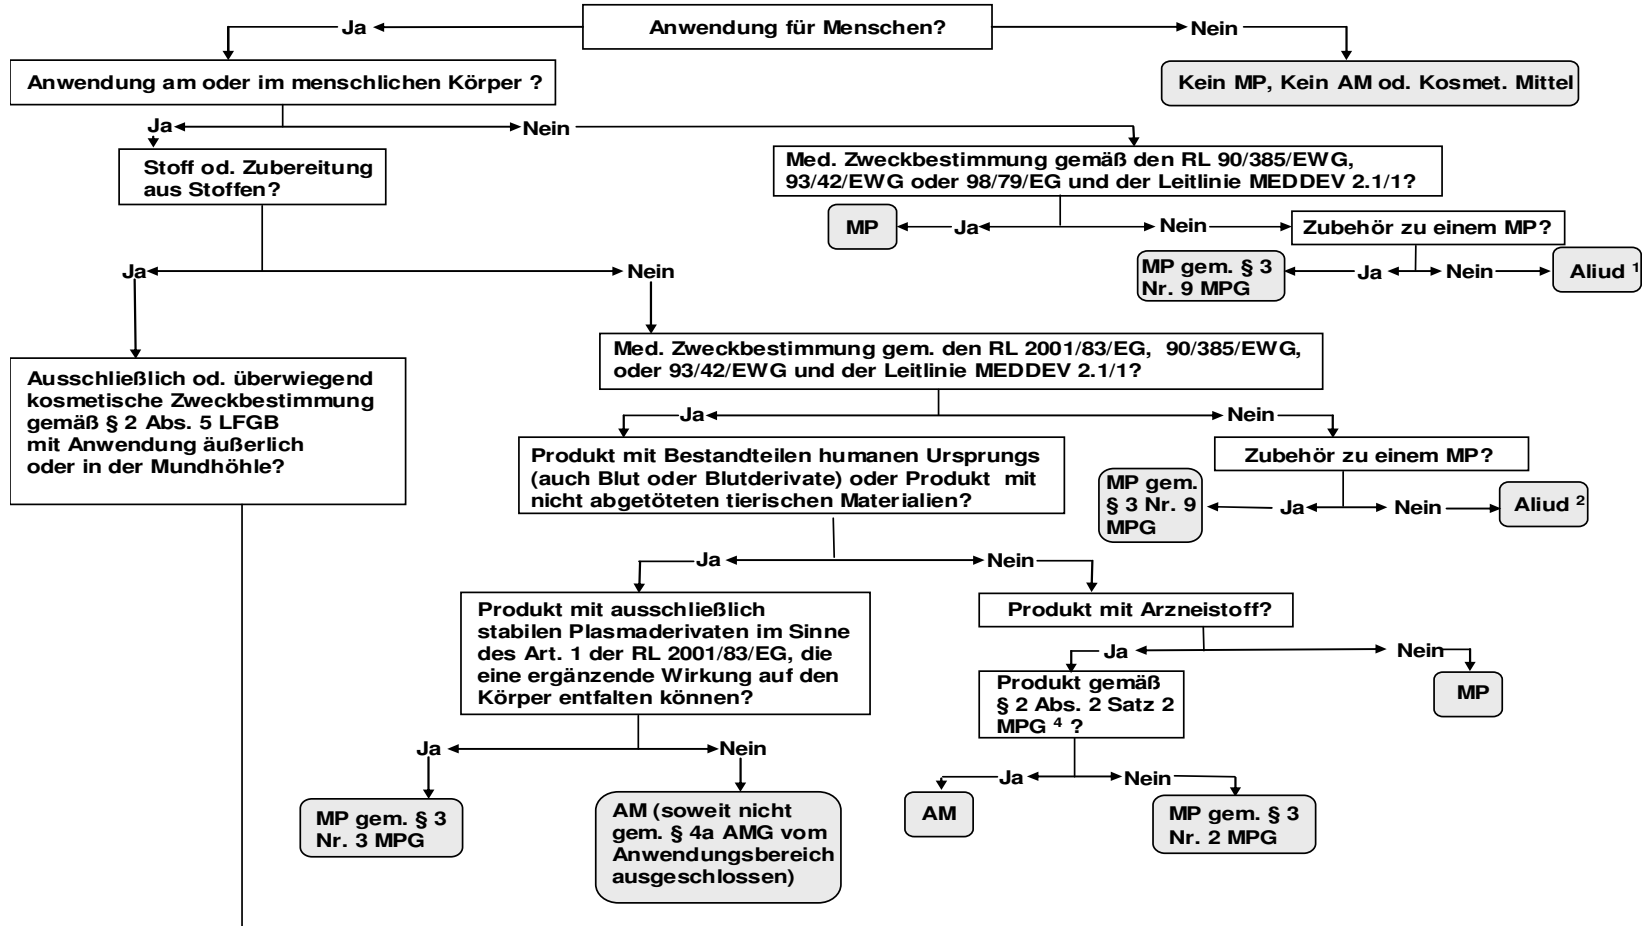 Anwendung für Menschen?
Ja
Nein
Anwendung am oder im menschlichen Körper ?
Kein MP, Kein AM od. Kosmet. Mittel
Ja
Nein
Stoff od. Zubereitung
aus Stoffen?
Med. Zweckbestimmung gemäß den RL 90/385/EWG,
93/42/EWG oder 98/79/EG und der Leitlinie MEDDEV 2.1/1?
MP
Ja
Nein
Zubehör zu einem MP?
MP gem. § 3
Nr. 9 MPG
Ja
Nein
Aliud 1
Ja
Nein
Med. Zweckbestimmung gem. den RL 2001/83/EG, 90/385/EWG,
oder 93/42/EWG und der Leitlinie MEDDEV 2.1/1?
Ausschließlich od. überwiegend
kosmetische Zweckbestimmung
gemäß § 2 Abs. 5 LFGB
mit Anwendung äußerlich
oder in der Mundhöhle?
Ja
Nein
Produkt mit Bestandteilen humanen Ursprungs
(auch Blut oder Blutderivate) oder Produkt mit
nicht abgetöteten tierischen Materialien?
Zubehör zu einem MP?
MP gem.
§ 3 Nr. 9
MPG
Ja
Nein
Aliud 2
Ja
Nein
Produkt mit ausschließlich
stabilen Plasmaderivaten im Sinne
des Art. 1 der RL 2001/83/EG, die
eine ergänzende Wirkung auf den
Körper entfalten können?
Produkt mit Arzneistoff?
Ja
Nein
Produkt gemäß
§ 2 Abs. 2 Satz 2
MPG 4 ?
MP
Ja
Nein
Ja
Nein
MP gem. § 3
Nr. 3 MPG
AM (soweit nicht
gem. § 4a AMG vom
Anwendungsbereich
ausgeschlossen)
AM
MP gem. § 3
Nr. 2 MPG